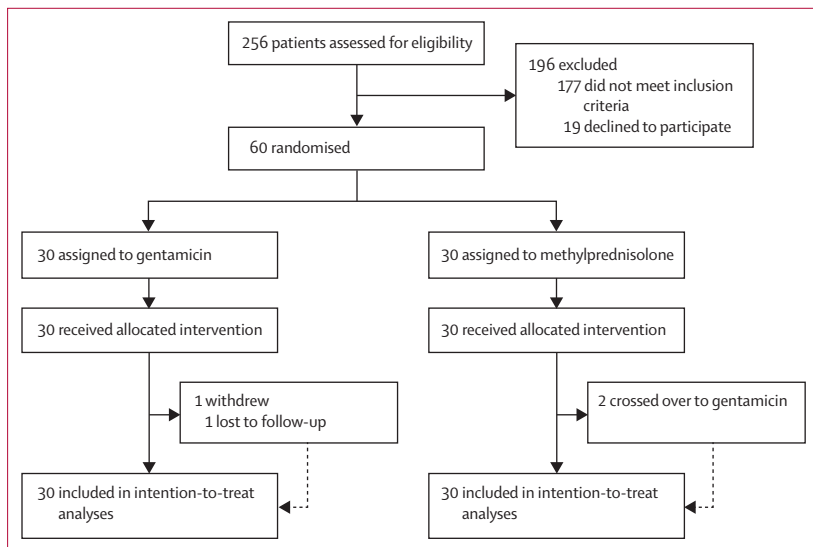 256 patients assessed for eligibility
196 excluded
177 did not meet inclusion
criteria
19 declined to participate
60 randomised
30 assigned to gentamicin
30 assigned to methylprednisolone
30 received allocated intervention
30 received allocated intervention
1 withdrew
1 lost to follow-up
2 crossed over to gentamicin
30 included in intention-to-treat
analyses
30 included in intention-to-treat
analyses